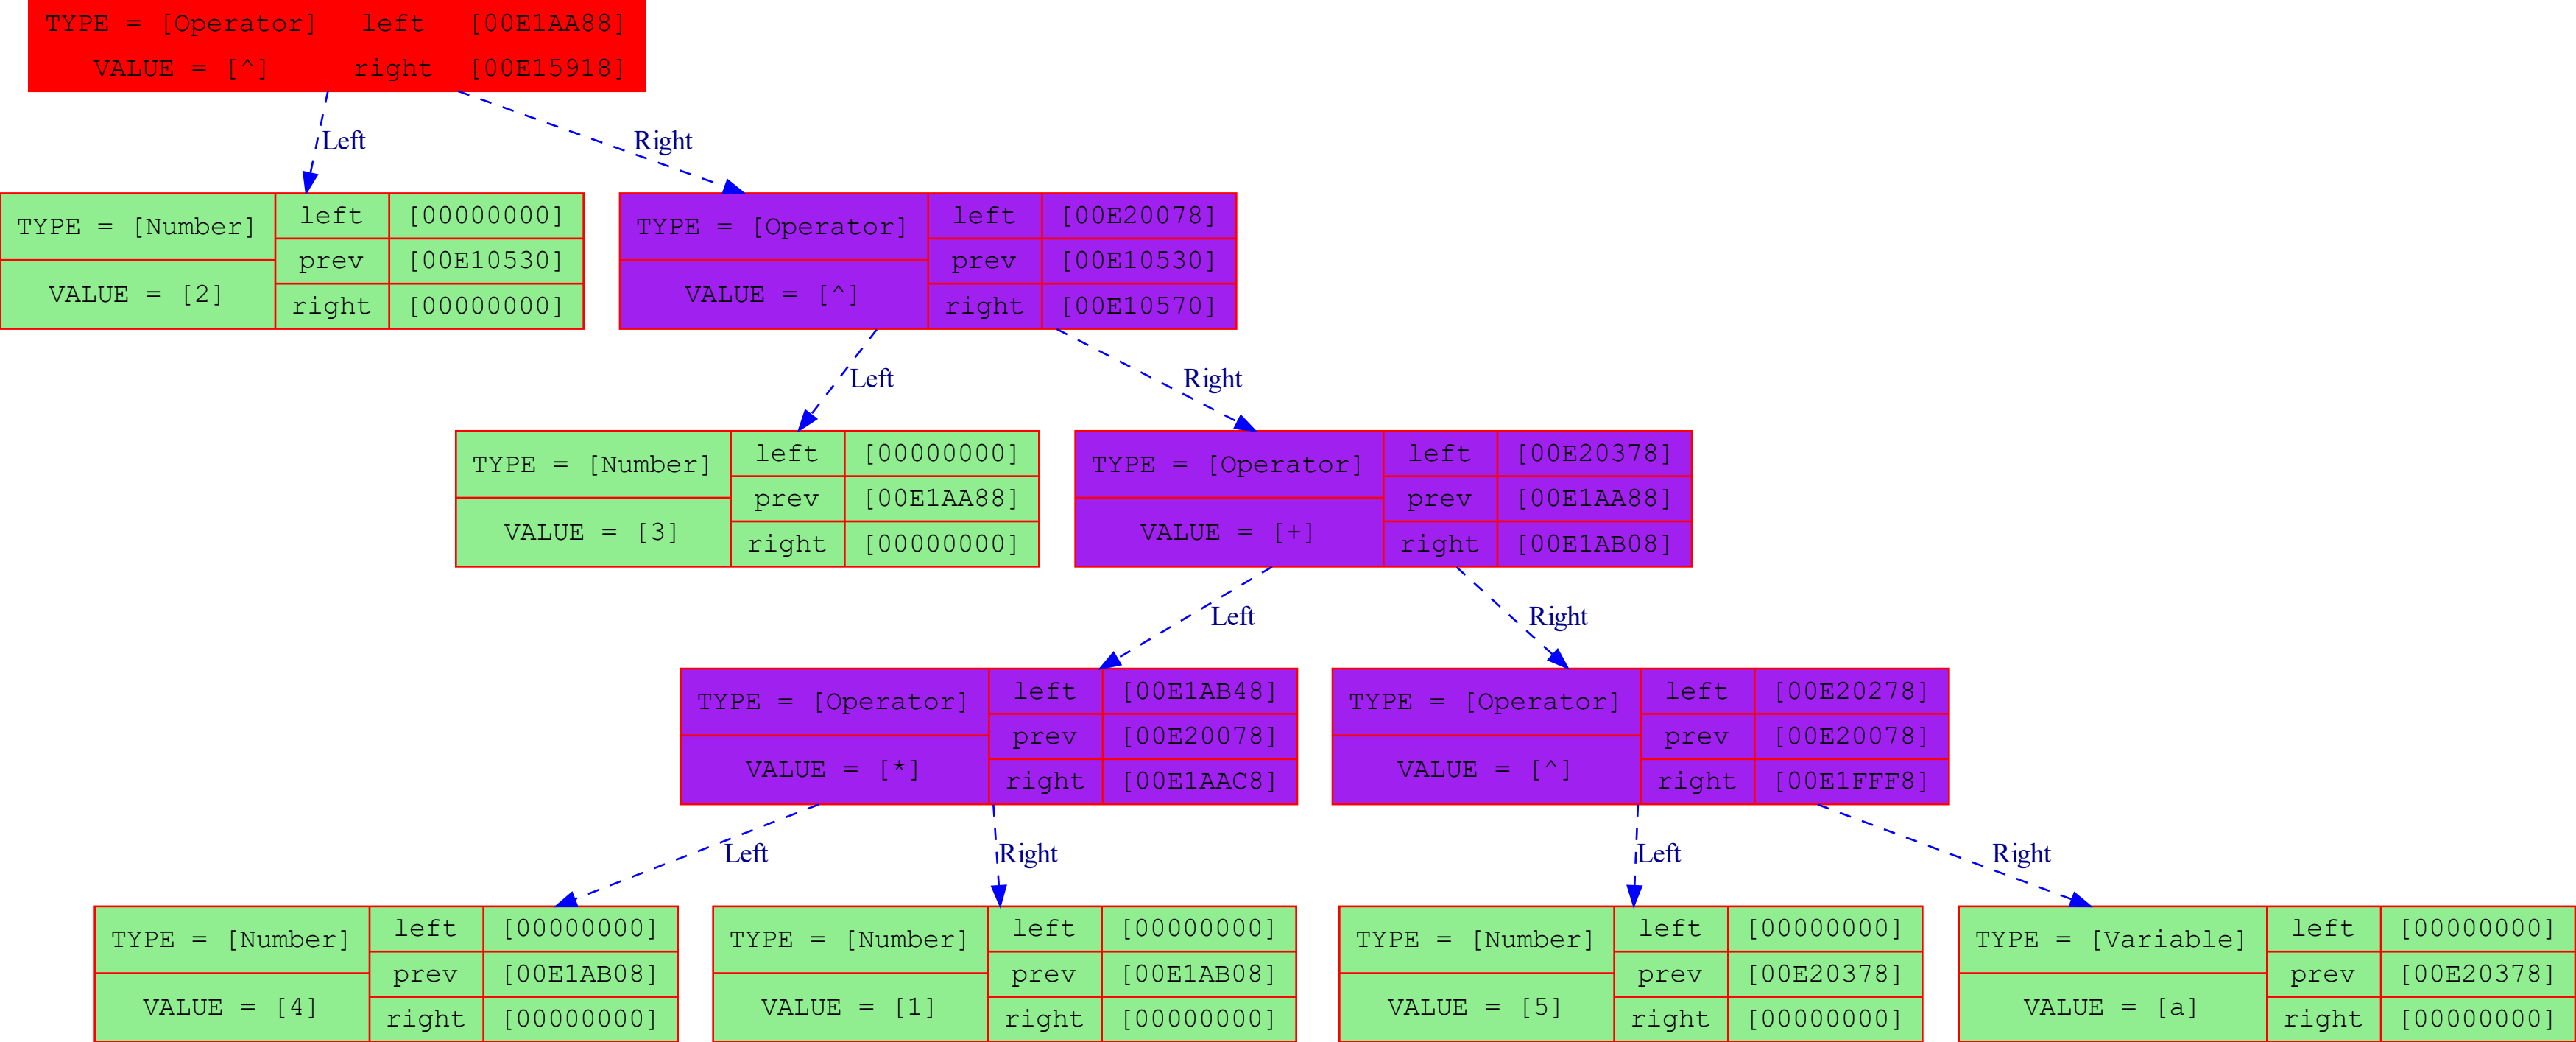 TYPE = [Operator] left [00E1AA88]
VALUE = [^] right [00E15918]
Left
Right
TYPE = [Number]
VALUE = [2]
left [00000000]
prev [00E10530]
right [00000000]
TYPE = [Operator]
VALUE = [^]
left [00E20078]
prev [00E10530]
right [00E10570]
Left
Right
TYPE = [Number]
VALUE = [3]
left [00000000]
prev [00E1AA88]
right [00000000]
TYPE = [Operator]
VALUE = [+]
left [00E20378]
prev [00E1AA88]
right [00E1AB08]
Left
Right
TYPE = [Operator]
VALUE = [*]
left [00E1AB48]
prev [00E20078]
right [00E1AAC8]
TYPE = [Operator]
VALUE = [^]
left [00E20278]
prev [00E20078]
right [00E1FFF8]
Left
Right
Left
Right
TYPE = [Number]
VALUE = [4]
left [00000000]
prev [00E1AB08]
right [00000000]
TYPE = [Number]
VALUE = [1]
left [00000000]
prev [00E1AB08]
right [00000000]
TYPE = [Number]
VALUE = [5]
left [00000000]
prev [00E20378]
right [00000000]
TYPE = [Variable]
VALUE = [a]
left [00000000]
prev [00E20378]
right [00000000]